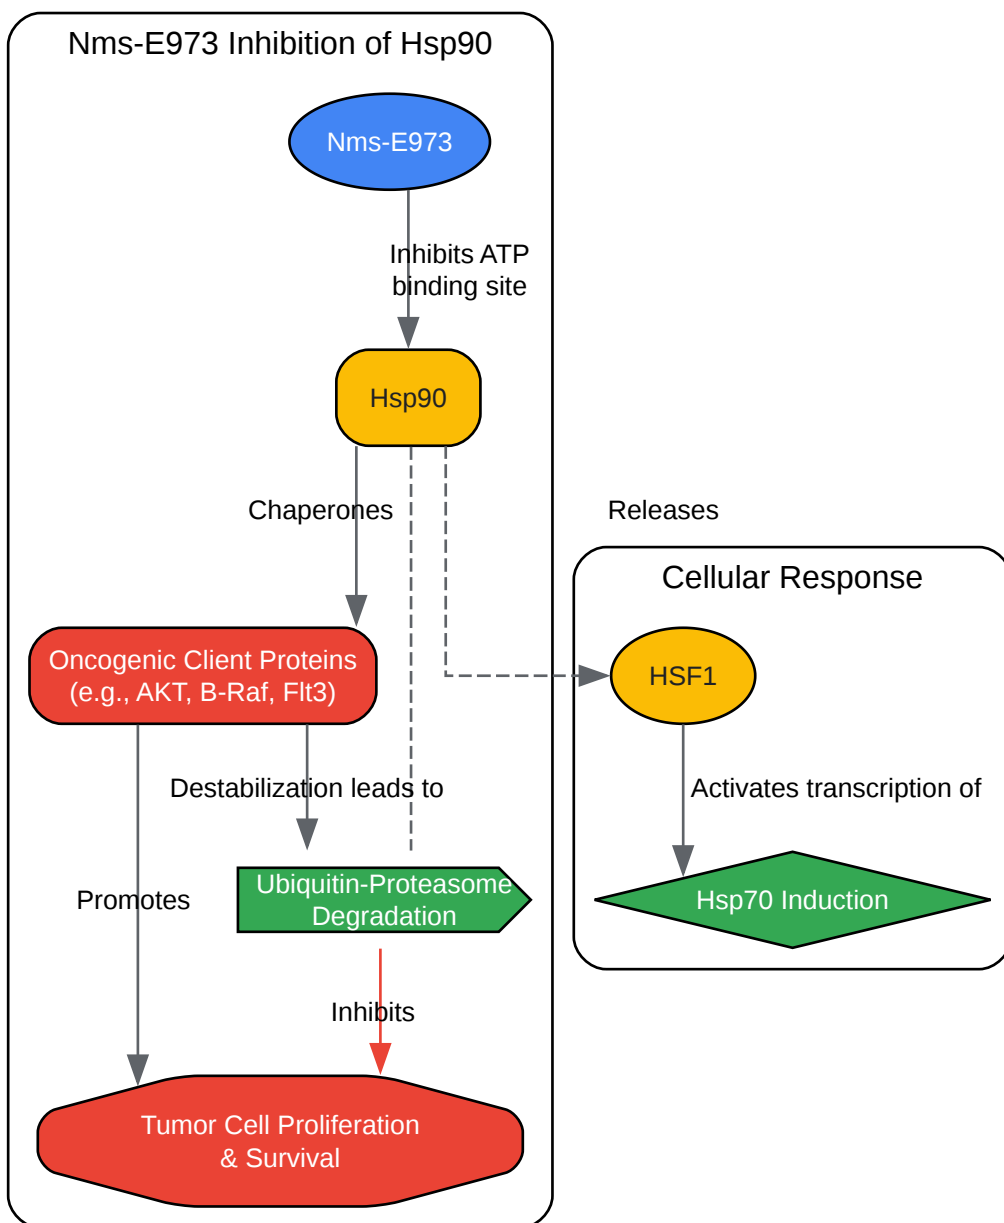 Nms-E973 Inhibition of Hsp90
Nms-E973
Inhibits ATP
binding site
Hsp90
Chaperones
Releases
Cellular Response
Oncogenic Client Proteins
(e.g., AKT, B-Raf, Flt3)
HSF1
Destabilization leads to
Activates transcription of
Promotes
Ubiquitin-Proteasome
Degradation
Hsp70 Induction
Inhibits
Tumor Cell Proliferation
& Survival